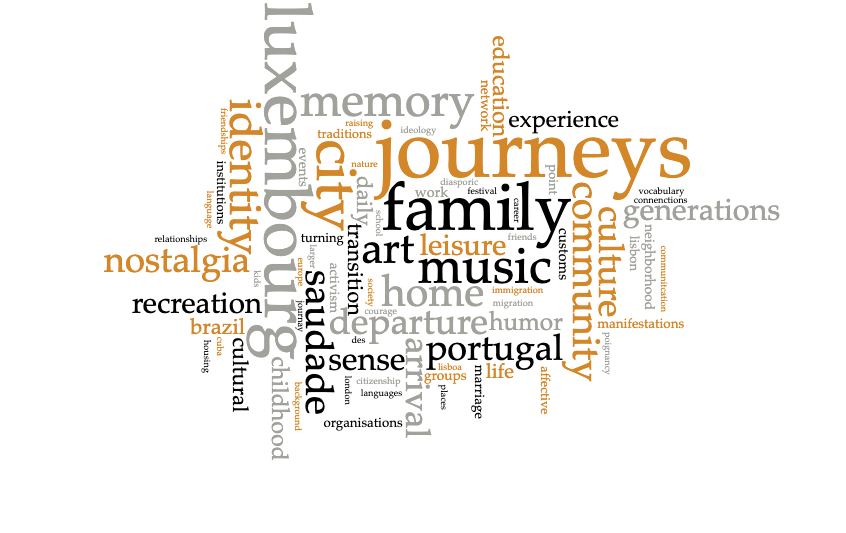 luxembourg
memory
education
network
experience
identity
friendships
raising
traditions
ideology
journeys
city
events
nature
institutions
language
daily
school
work
diasporic
festival
career
family
point
community
culture
vocabulary
connenctions
generations
neighborhood
lisbon
communuitcation
relationships
nostalgia
turning
transition
art
leisure
friends
customs
music
larger
europe
kids
activism
society
home
immigration
migration
recreation
journay
saudade
courage
departure
humor
manifestations
brazil
cuba
housing
cultural
des
sense
portugal
poignancy
childhood
background
london
citizenship
languages
arrival
lisboa
groups
places
marriage
life
affective
organisations